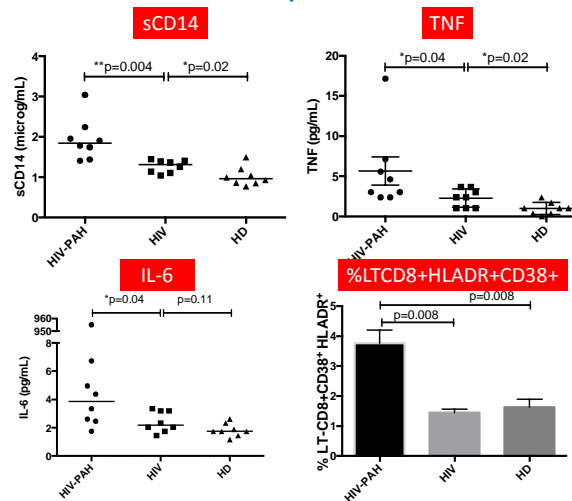 sCD14
**p=0.004
*p=0.02
sCD14 (microg/mL)
4
3
2
1
0
HIV-PAH
HIV
HD
TNF
*p=0.04
*p=0.02
TNF (pg/mL)
20
15
10
5
0
HIV-PAH
HIV
HD
IL-6
*p=0.04
p=0.11
IL-6 (pg/mL)
960
950
8
6
4
2
0
HIV-PAH
HIV
HD
%LTCD8+HLADR+CD38+
p=0.008
p=0.008
% LT-CD8+CD38+ HLADR+
5
4
3
2
1
0
HIV-PAH
HIV
HD